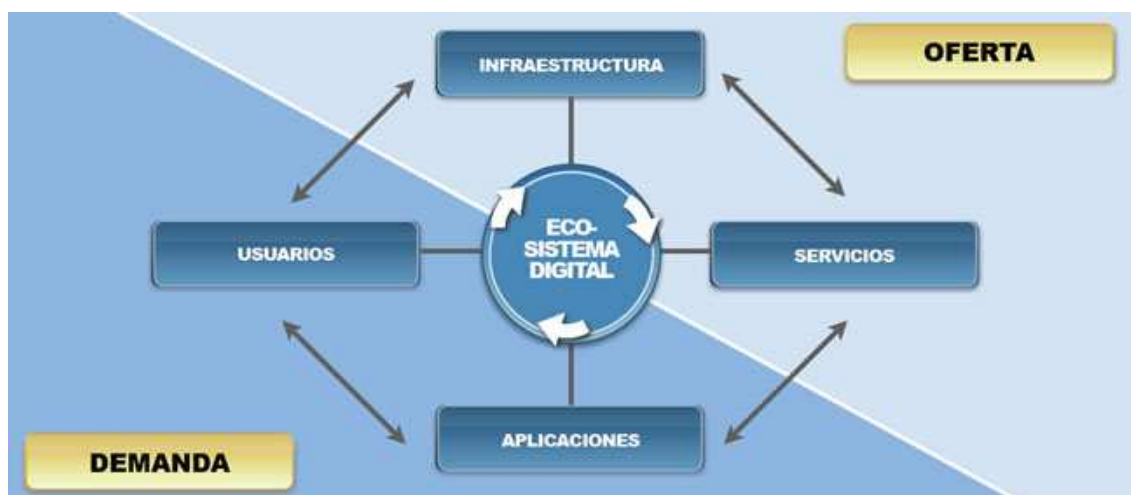 INFRAESTRUCTURA
OFERTA
USUARIOS
ECO-
SISTEMA
DIGITAL
SERVICIOS
APLICACIONES
DEMANDA